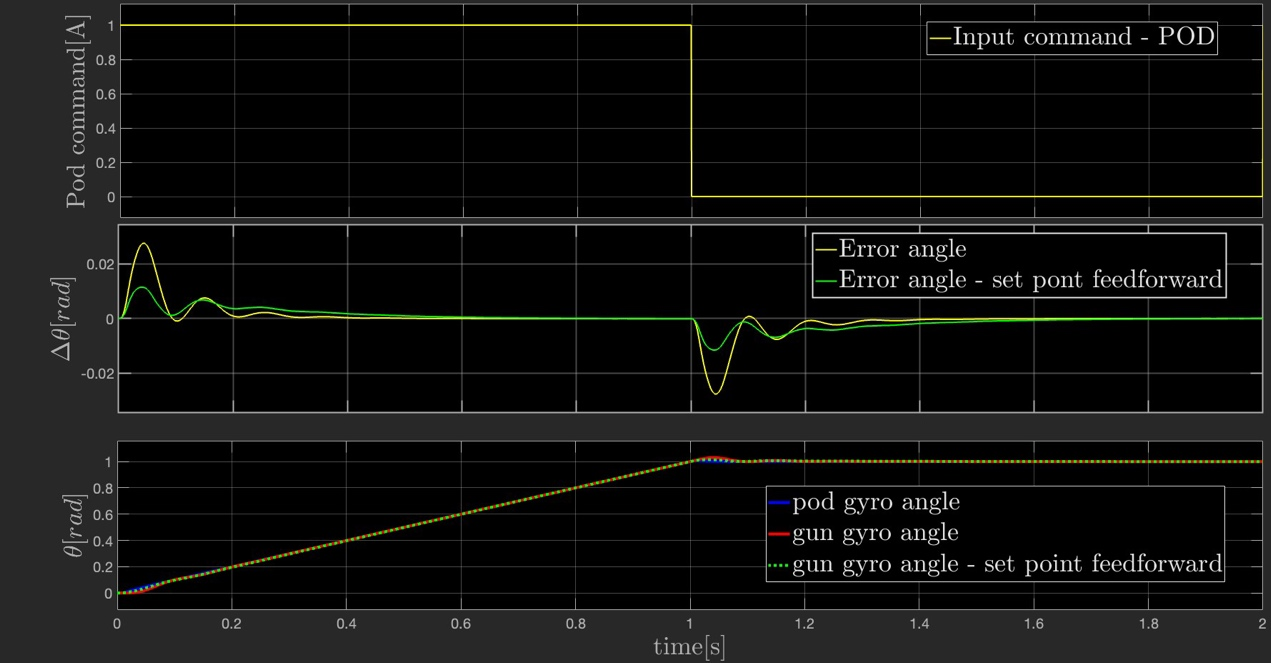 Pod command[A]
1
0.8
0.6
0.4
0.2
0
Input command - POD
Δθ[rad]
0.02
0
-0.02
Error angle
Error angle - set pont feedforward
θ[rad]
1
0.8
0.6
0.4
0.2
0
pod gyro angle
gun gyro angle
gun gyro angle - set point feedforward
0 0.2 0.4 0.6 0.8 1 1.2 1.4 1.6 1.8 2
time[s]